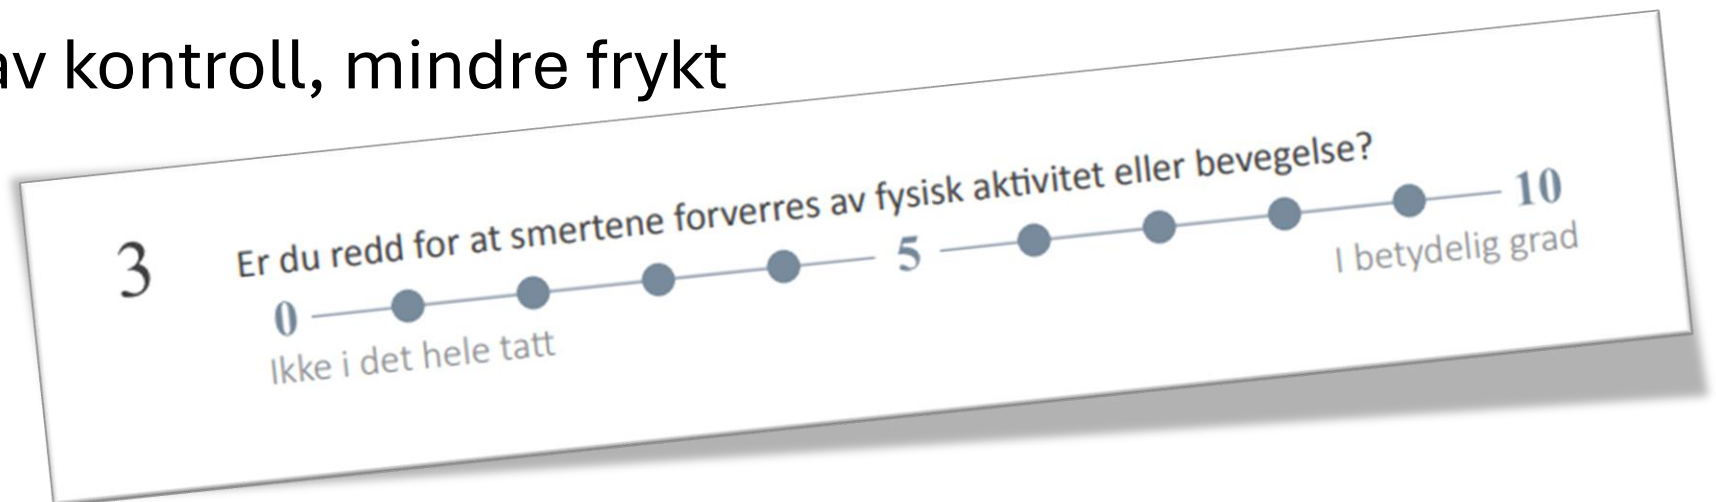 av kontroll, mindre frykt
3
Er du redd for at smertene forverres av fysisk aktivitet eller bevegelse?
0 5 10
Ikke i det hele tatt
I betydelig grad